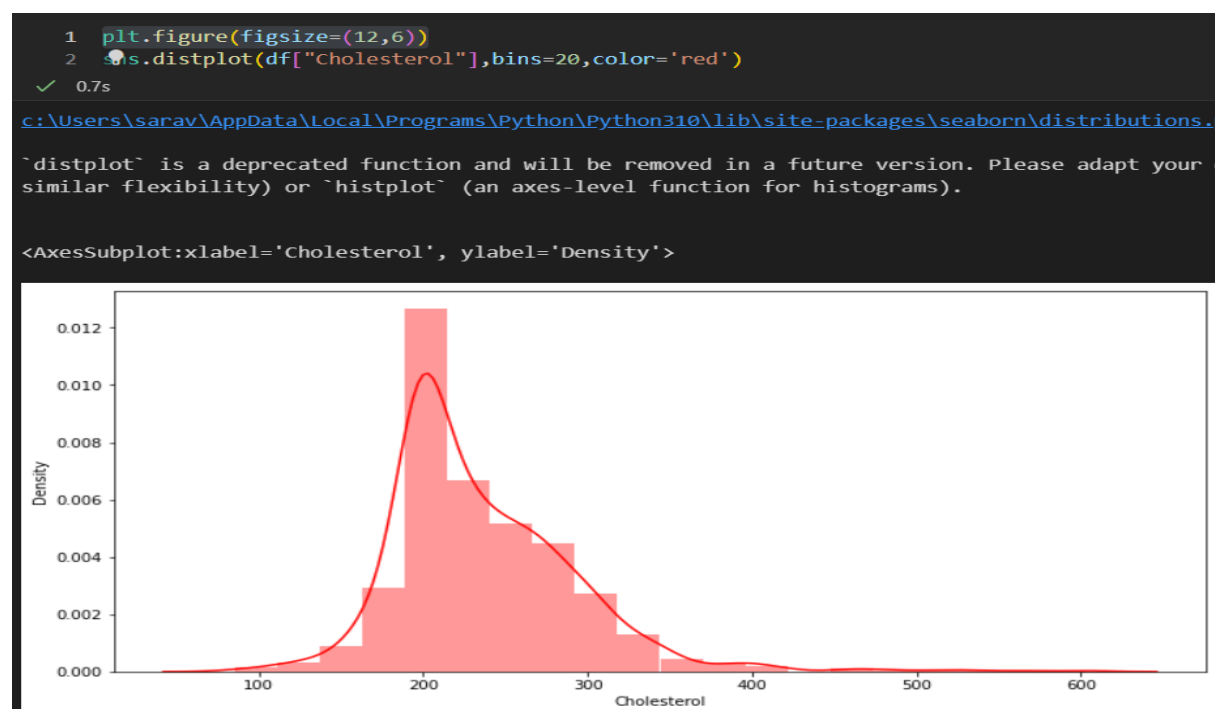 1 plt.figure(figsize=(12,6))
2 sns.distplot(df["Cholesterol"],bins=20,color='red')
0.7s
c:\Users\sarav\AppData\Local\Programs\Python\Python310\lib\site-packages\seaborn\distributions.
`distplot` is a deprecated function and will be removed in a future version. Please adapt your
similar flexibility) or `histplot` (an axes-level function for histograms).
<AxesSubplot:xlabel='Cholesterol', ylabel='Density'>
0.012
0.010
0.008
0.006
0.004
0.002
0.000
Density
100 200 300 400 500 600
Cholesterol